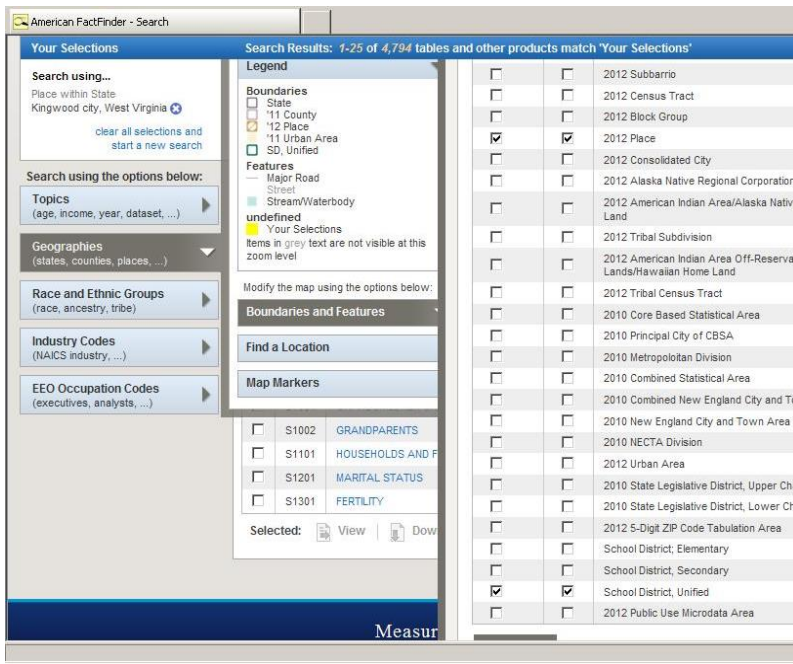 American FactFinder - Search
Your Selections
Search Results: 1-25 of 4,794 tables and other products match 'Your Selections'
Search using...
Place within State
Kingwood city, West Virginia
clear all selections and
start a new search
Search using the options below:
Topics
(age, income, year, dataset, ...)
Geographies
(states, counties, places, ...)
Race and Ethnic Groups
(race, ancestry, tribe)
Industry Codes
(NAICS industry, ...)
EEO Occupation Codes
(executives, analysts, ...)
Legend
Boundaries
State
'11 County
'12 Place
'11 Urban Area
SD, Unified
Features
Major Road
Street
Stream/Waterbody
undefined
Your Selections
Items in grey text are not visible at this
zoom level
Modify the map using the options below:
Boundaries and Features
Find a Location
Map Markers
S1002 GRANDPARENTS
S1101 HOUSEHOLDS AND F
S1201 MARITAL STATUS
S1301 FERTILITY
Selected: View Dow
Measur
2012 Subbarrio
2012 Census Tract
2012 Block Group
2012 Place
2012 Consolidated City
2012 Alaska Native Regional Corporation
2012 American Indian Area/Alaska Nativ
Land
2012 Tribal Subdivision
2012 American Indian Area Off-Reserva
Lands/Hawaiian Home Land
2012 Tribal Census Tract
2010 Core Based Statistical Area
2010 Principal City of CBSA
2010 Metropoloitan Division
2010 Combined Statistical Area
2010 Combined New England City and T
2010 New England City and Town Area
2010 NECTA Division
2012 Urban Area
2010 State Legislative District, Upper Ch
2010 State Legislative District, Lower Ch
2012 5-Digit ZIP Code Tabulation Area
School District; Elementary
School District, Secondary
School District, Unified
2012 Public Use Microdata Area